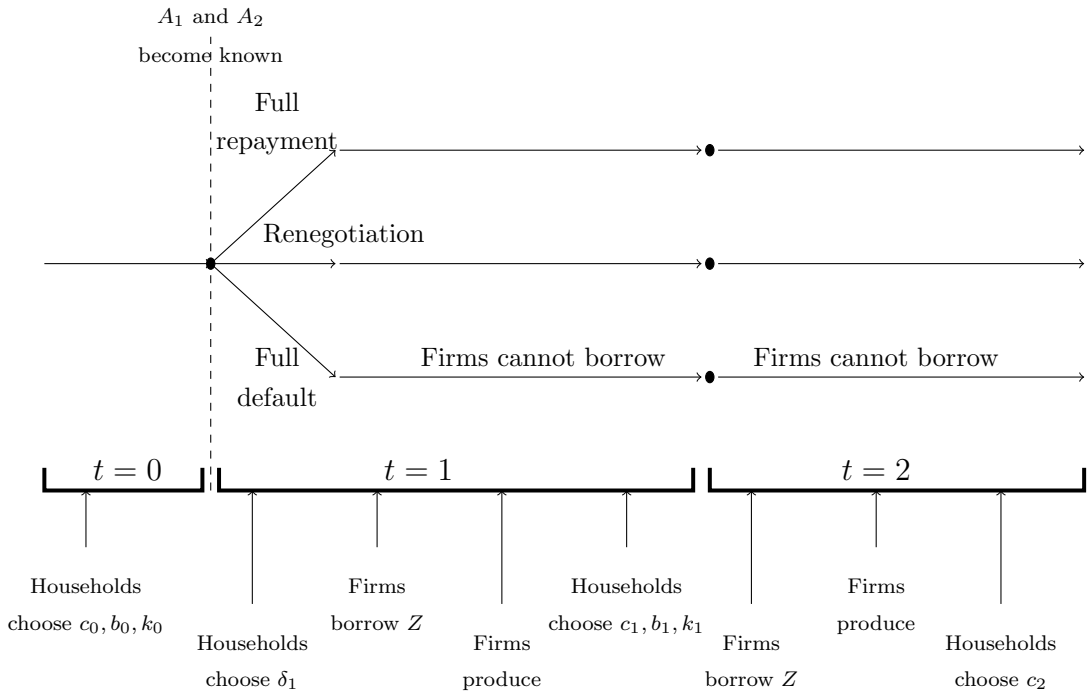 $A_1$ and $A_2$
become known
Full
repayment
Renegotiation
Full
default
Firms cannot borrow
Firms cannot borrow
$t = 0$
$t = 1$
$t = 2$
Households
choose $c_0, b_0, k_0$
Households
choose $\delta_1$
Firms
borrow $Z$
Firms
produce
Households
choose $c_1, b_1, k_1$
Firms
borrow $Z$
Firms
produce
Households
choose $c_2$